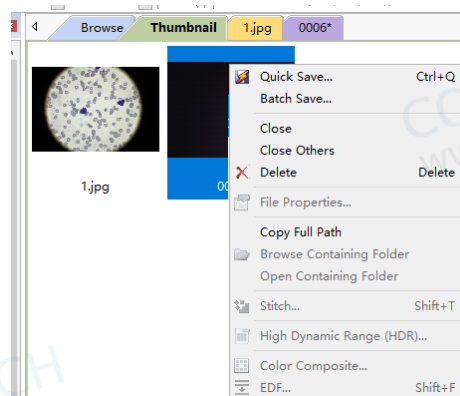 Browse Thumbnail 1.jpg 0006*
Quick Save... Ctrl+Q
Batch Save...
Close
Close Others
1.jpg
Delete Delete
File Properties...
Copy Full Path
Browse Containing Folder
Open Containing Folder
Stitch... Shift+T
High Dynamic Range (HDR)...
Color Composite...
EDF... Shift+F